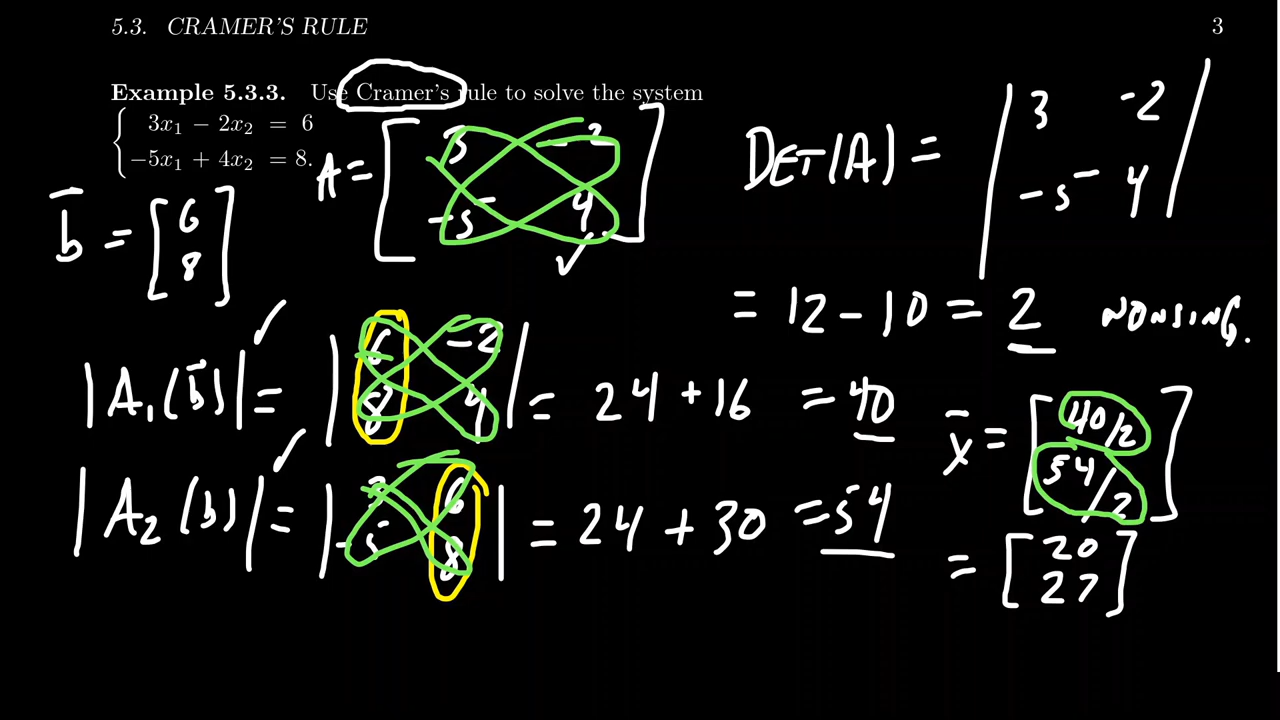 5.3. CRAMER'S RULE 3
Example 5.3.3. Use Cramer's rule to solve the system
3x₁ − 2x₂ = 6
−5x₁ + 4x₂ = 8.
A = [ 3 -2
-5 4 ]
DET(A) = | 3 -2
-5 4 |
b = [ 6
8 ]
= 12 - 10 = 2 NONSING.
|A₁(b)| = | 6 -2
8 4 | = 24 + 16 = 40
|A₂(b)| = | 3 6
-5 8 | = 24 + 30 = 54
x = [ 40/2
54/2 ]
= [ 20
27 ]